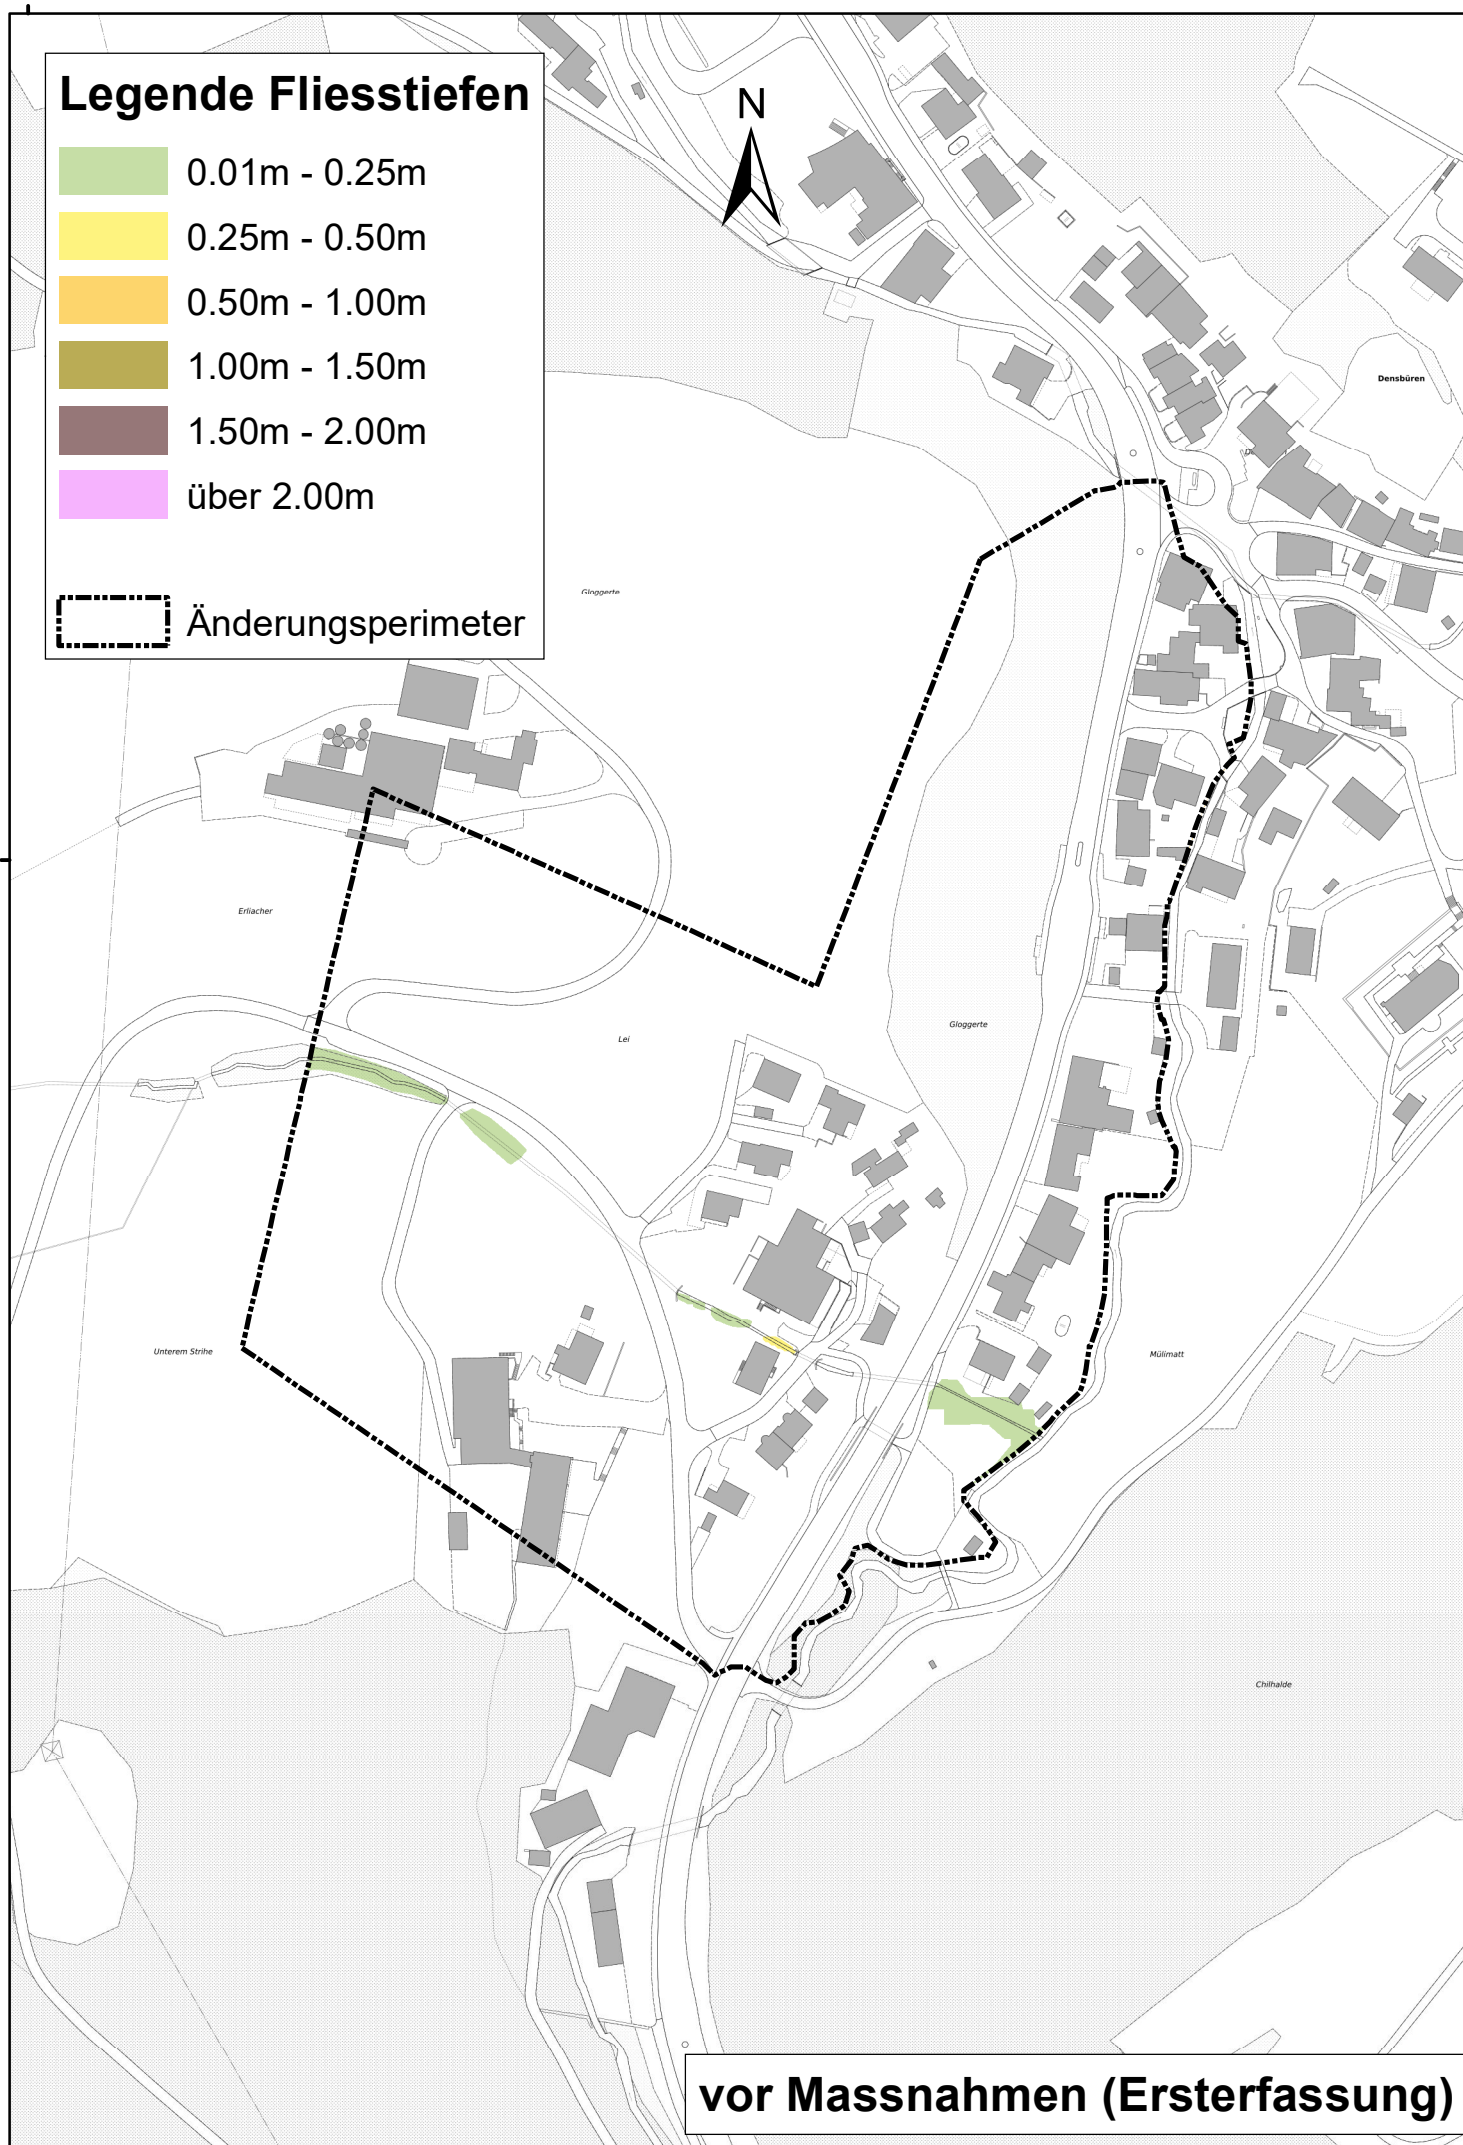 Legende Fliesstiefen
0.01m - 0.25m
0.25m - 0.50m
0.50m - 1.00m
1.00m - 1.50m
1.50m - 2.00m
über 2.00m
Änderungsperimeter
N
Densbüren
Gloggerte
Erliacher
Lei
Gloggerte
Unterem Strihe
Mülimatt
Chilhalde
vor Massnahmen (Ersterfassung)